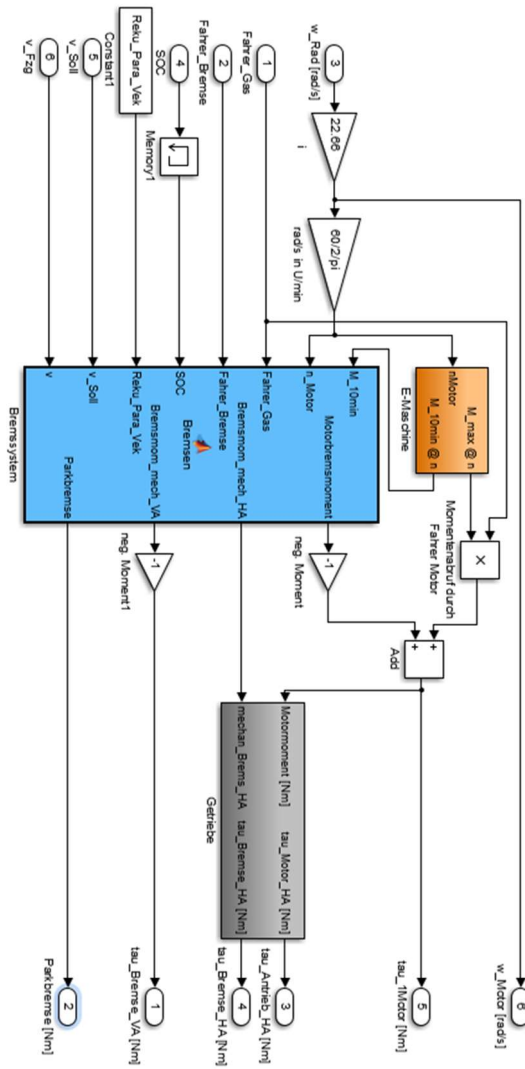 3
w_Rad [rad/s]
22.66
i
60/2/pi
rad/s in U/min
6
w_Motor [rad/s]
1
Fahrer_Gas
2
Fahrer_Bremse
4
SOC
Memory1
Reku_Para_Vek
Constant1
5
v_Soll
6
v_Fzg
nMotor
M_max @ n
M_10min @ n
E-Maschine
×
Momentenabruf durch
Fahrer Motor
M_10min
n_Motor
Fahrer_Gas
Fahrer_Bremse
SOC
Reku_Para_Vek
v_Soll
v
Bremsen
Motorbremsmoment
Bremsmom_mech_HA
Bremsmom_mech_VA
Parkbremse
Bremssystem
-1
neg. Moment
-1
neg. Moment1
+
+
Add
Motormoment [Nm]
tau_Motor_HA [Nm]
mechan_Brems_HA
tau_Bremse_HA [Nm]
Getriebe
5
tau_1Motor [Nm]
3
tau_Antrieb_HA [Nm]
4
tau_Bremse_HA [Nm]
1
tau_Bremse_VA [Nm]
2
Parkbremse [Nm]